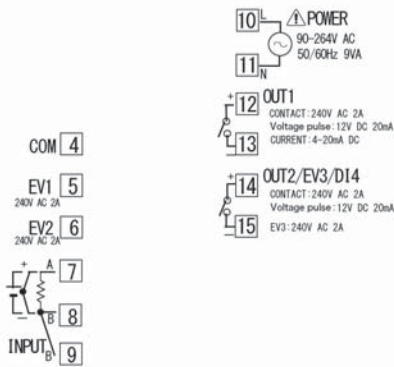 10 L ⚠ POWER
90-264V AC
50/60Hz 9VA
11 N
+ 12 OUT1
CONTACT:240V AC 2A
Voltage pulse:12V DC 20mA
− 13 CURRENT:4-20mA DC
COM 4
+ 14 OUT2/EV3/DI4
CONTACT:240V AC 2A
Voltage pulse:12V DC 20mA
− 15 EV3:240V AC 2A
EV1 5
240V AC 2A
EV2 6
240V AC 2A
+ A 7
− B 8
INPUT B 9